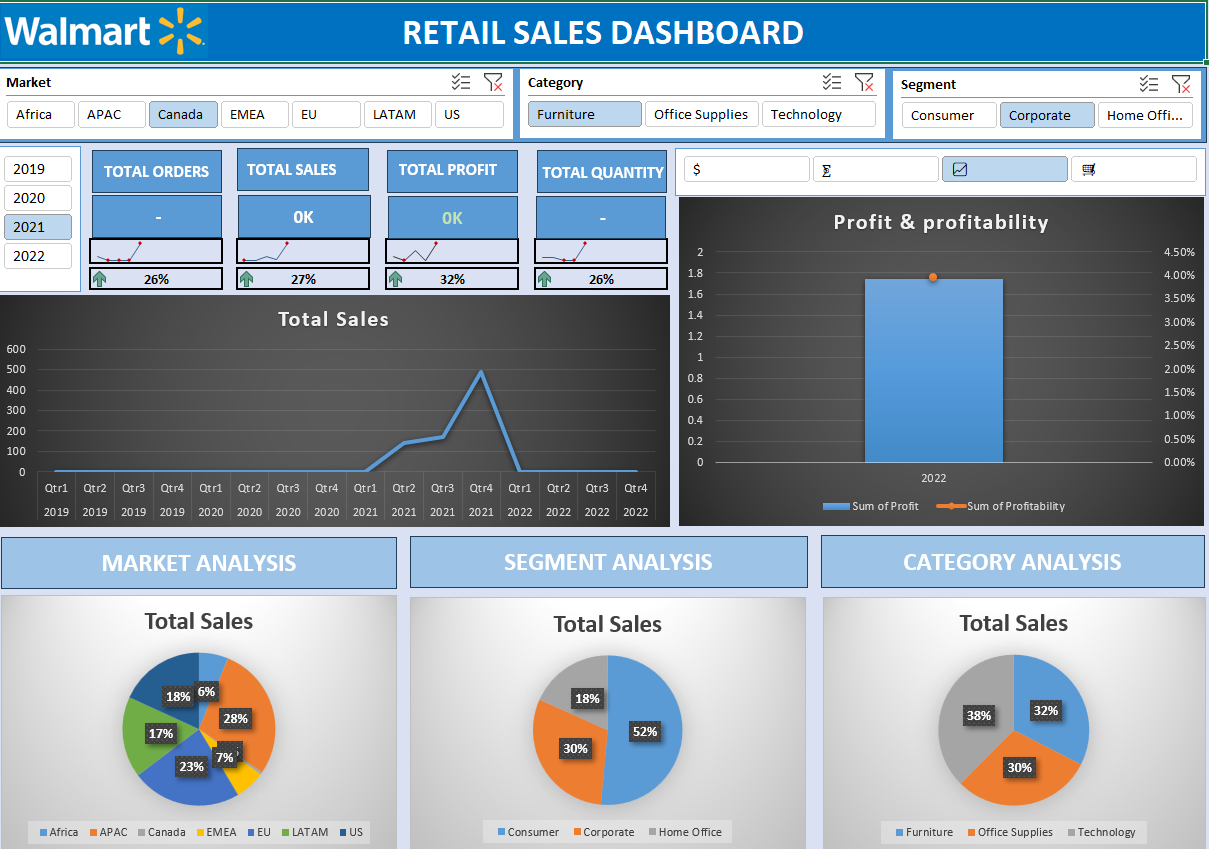 Walmart
RETAIL SALES DASHBOARD
Market
Africa APAC Canada EMEA EU LATAM US
Category
Furniture Office Supplies Technology
Segment
Consumer Corporate Home Offi...
2019
2020
2021
2022
TOTAL ORDERS
-
26%
TOTAL SALES
0K
27%
TOTAL PROFIT
0K
32%
TOTAL QUANTITY
-
26%
$
Σ
Total Sales
600
500
400
300
200
100
0
Qtr1 Qtr2 Qtr3 Qtr4 Qtr1 Qtr2 Qtr3 Qtr4 Qtr1 Qtr2 Qtr3 Qtr4 Qtr1 Qtr2 Qtr3 Qtr4
2019 2019 2019 2019 2020 2020 2020 2020 2021 2021 2021 2021 2022 2022 2022 2022
Profit & profitability
2 4.50%
1.8 4.00%
1.6 3.50%
1.4 3.00%
1.2 2.50%
1 2.00%
0.8 1.50%
0.6 1.00%
0.4 0.50%
0.2 0.00%
0
2022
Sum of Profit Sum of Profitability
MARKET ANALYSIS
Total Sales
6%
28%
7%
23%
17%
18%
Africa APAC Canada EMEA EU LATAM US
SEGMENT ANALYSIS
Total Sales
18%
52%
30%
Consumer Corporate Home Office
CATEGORY ANALYSIS
Total Sales
32%
38%
30%
Furniture Office Supplies Technology